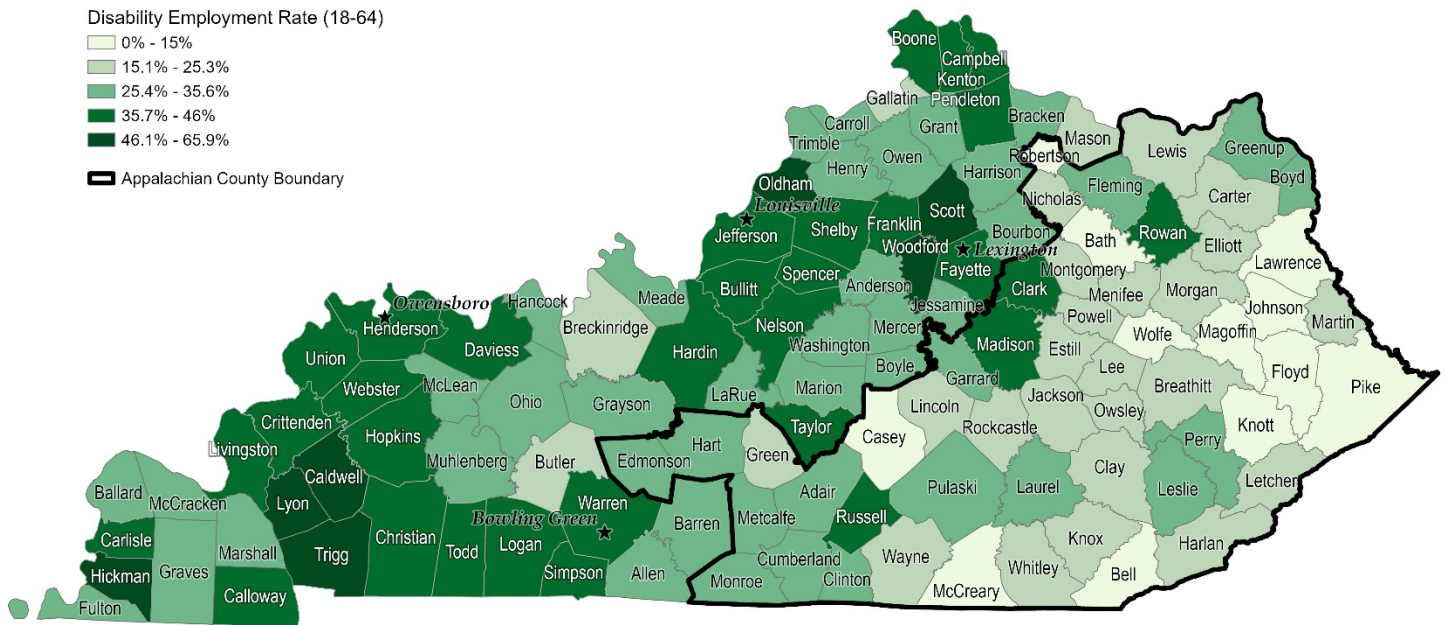 Disability Employment Rate (18-64)
0% - 15%
15.1% - 25.3%
25.4% - 35.6%
35.7% - 46%
46.1% - 65.9%
Appalachian County Boundary
Boone
Campbell
Kenton
Gallatin
Pendleton
Carroll
Grant
Bracken
Mason
Trimble
Owen
Robertson
Lewis
Greenup
Henry
Harrison
Boyd
Oldham
Fleming
Nicholas
Carter
Louisville
Scott
Jefferson
Shelby
Franklin
Bourbon
Rowan
Bath
Elliott
Woodford
Lexington
Lawrence
Spencer
Fayette
Montgomery
Bullitt
Anderson
Clark
Menifee
Morgan
Johnson
Owensboro
Hancock
Meade
Jessamine
Powell
Martin
Henderson
Breckinridge
Nelson
Mercer
Wolfe
Magoffin
Union
Daviess
Hardin
Washington
Madison
Estill
Webster
Boyle
Lee
Floyd
McLean
Garrard
Breathitt
Pike
Ohio
Grayson
LaRue
Marion
Jackson
Crittenden
Lincoln
Owsley
Hopkins
Taylor
Rockcastle
Knott
Livingston
Casey
Perry
Muhlenberg
Butler
Edmonson
Hart
Green
Clay
Caldwell
Letcher
Ballard
McCracken
Lyon
Warren
Adair
Pulaski
Laurel
Leslie
Bowling Green
Barren
Metcalfe
Russell
Carlisle
Christian
Todd
Logan
Knox
Harlan
Marshall
Trigg
Cumberland
Wayne
Hickman
Graves
Simpson
Allen
Monroe
Clinton
Whitley
Bell
Calloway
McCreary
Fulton